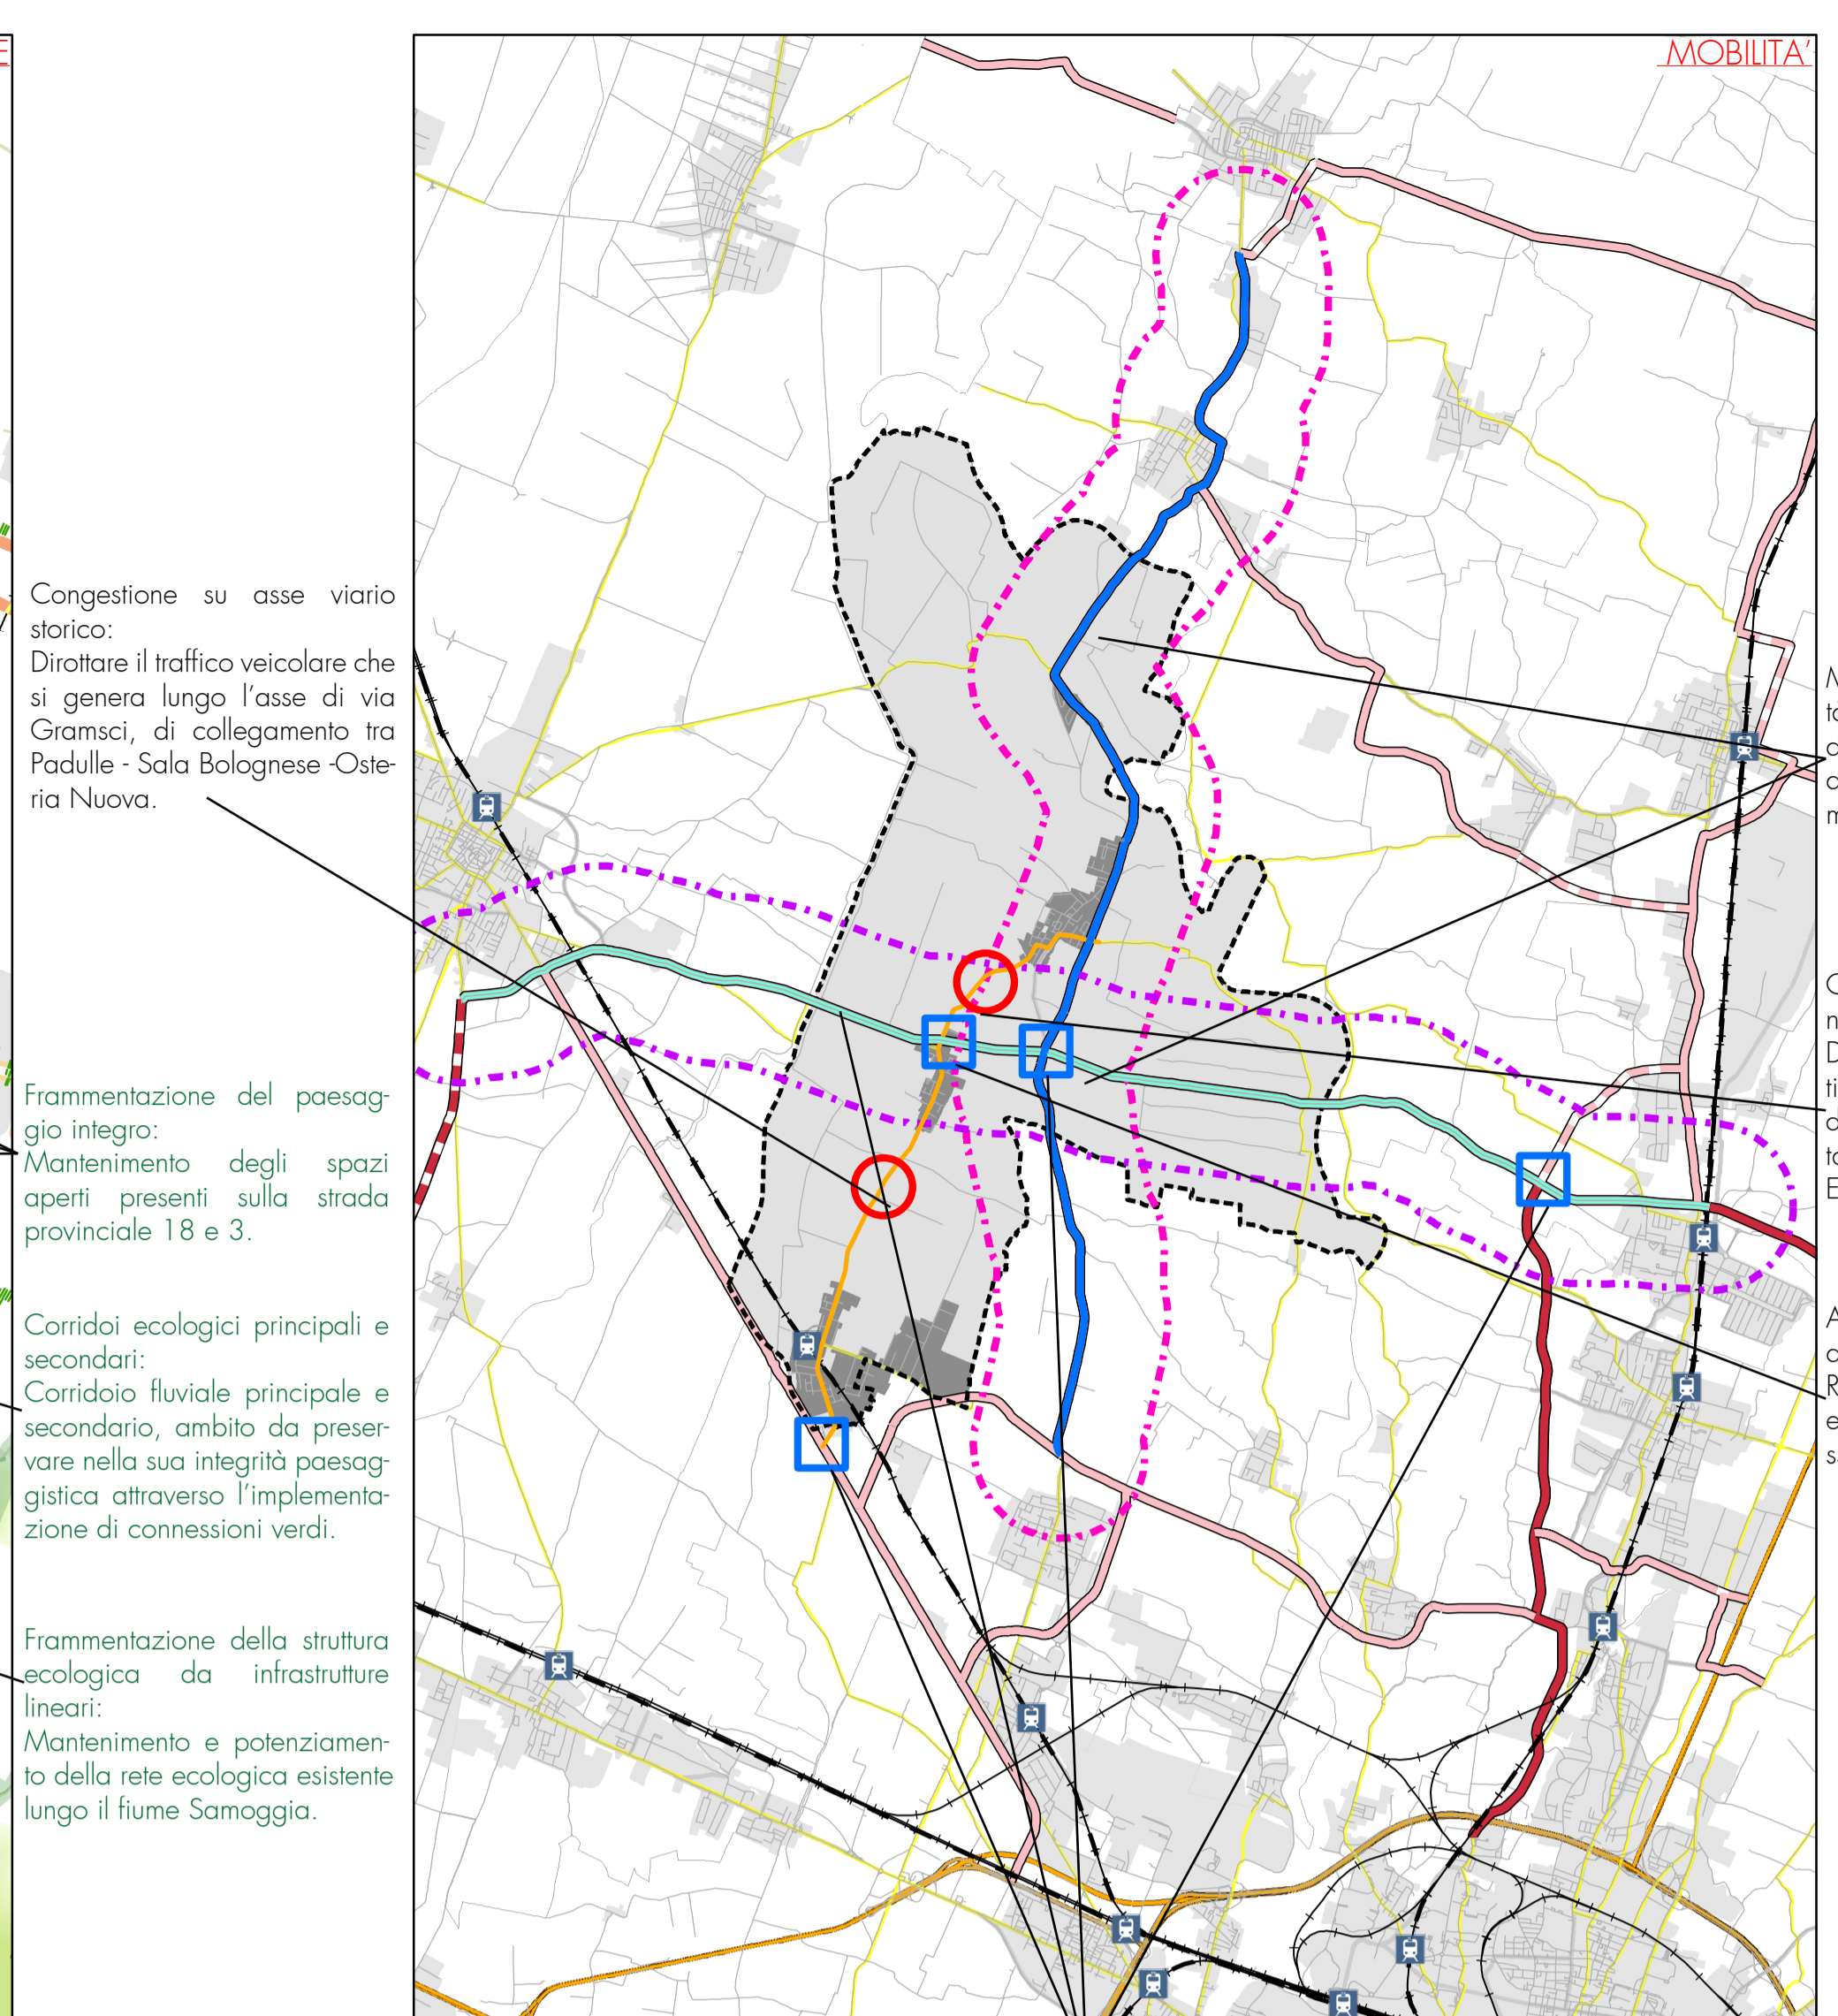 MOBILITA'
Congestione su asse viario
storico:
Dirottare il traffico veicolare che
si genera lungo l'asse di via
Gramsci, di collegamento tra
Padulle - Sala Bolognese -Oste-
ria Nuova.
Frammentazione del paesag-
gio integro:
Mantenimento degli spazi
aperti presenti sulla strada
provinciale 18 e 3.
Corridoi ecologici principali e
secondari:
Corridoio fluviale principale e
secondario, ambito da preser-
vare nella sua integrità paesag-
gistica attraverso l'implementa-
zione di connessioni verdi.
Frammentazione della struttura
ecologica da infrastrutture
lineari:
Mantenimento e potenziamen-
to della rete ecologica esistente
lungo il fiume Samoggia.